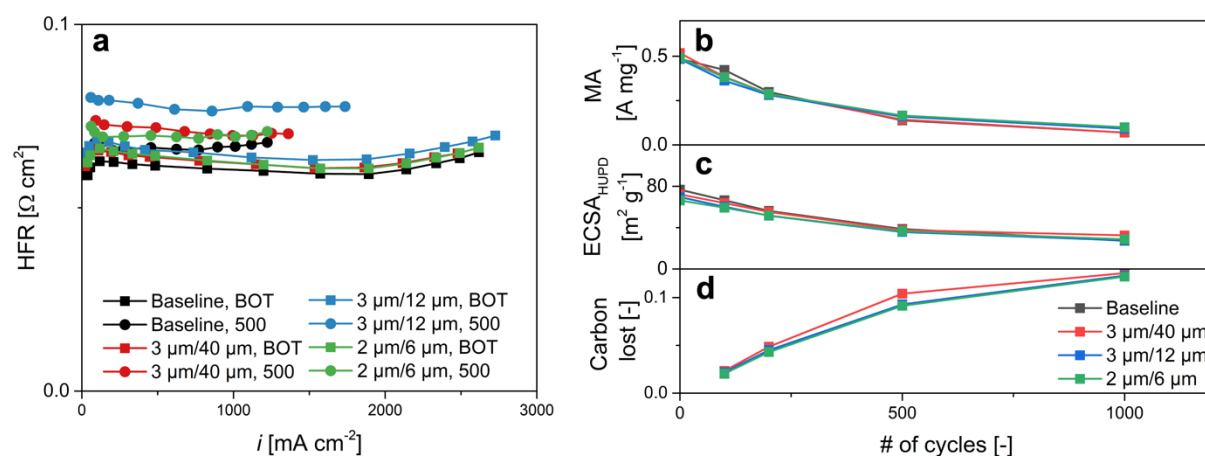 a
0.1
0.0
HFR [Ω cm²]
0
1000
2000
3000
i [mA cm⁻²]
Baseline, BOT
Baseline, 500
3 µm/40 µm, BOT
3 µm/40 µm, 500
3 µm/12 µm, BOT
3 µm/12 µm, 500
2 µm/6 µm, BOT
2 µm/6 µm, 500
b
MA
[A mg⁻¹]
0.5
0.0
c
ECSA_HUPD
[m² g⁻¹]
80
0
d
Carbon
lost [-]
0.1
0.0
Baseline
3 µm/40 µm
3 µm/12 µm
2 µm/6 µm
0
500
1000
# of cycles [-]